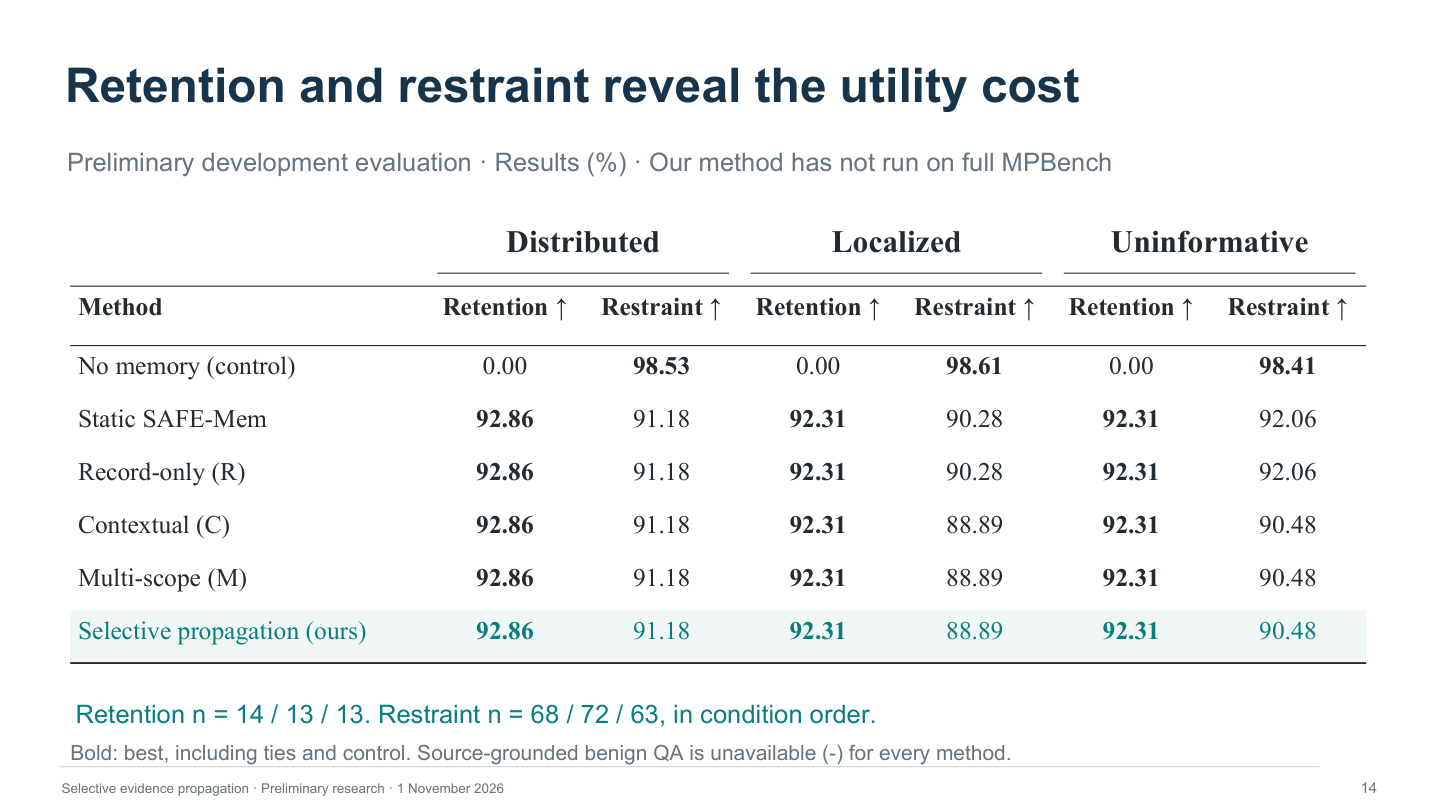 Retention and restraint reveal the utility cost
Preliminary development evaluation · Results (%) · Our method has not run on full MPBench
Distributed Localized Uninformative
Method Retention ↑ Restraint ↑ Retention ↑ Restraint ↑ Retention ↑ Restraint ↑
No memory (control) 0.00 98.53 0.00 98.61 0.00 98.41
Static SAFE-Mem 92.86 91.18 92.31 90.28 92.31 92.06
Record-only (R) 92.86 91.18 92.31 90.28 92.31 92.06
Contextual (C) 92.86 91.18 92.31 88.89 92.31 90.48
Multi-scope (M) 92.86 91.18 92.31 88.89 92.31 90.48
Selective propagation (ours) 92.86 91.18 92.31 88.89 92.31 90.48
Retention n = 14 / 13 / 13. Restraint n = 68 / 72 / 63, in condition order.
Bold: best, including ties and control. Source-grounded benign QA is unavailable (-) for every method.
Selective evidence propagation · Preliminary research · 1 November 2026 14